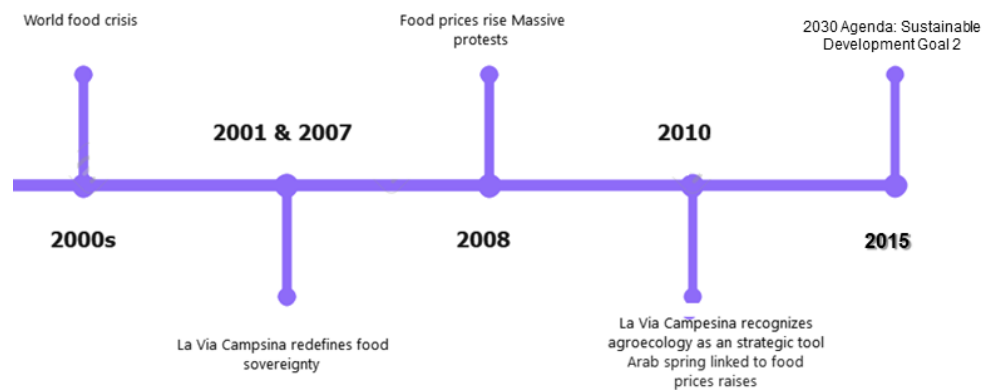 World food crisis
Food prices rise Massive
protests
2030 Agenda: Sustainable
Development Goal 2
2001 & 2007
2010
2000s
2008
2015
La Via Campsina redefines food
sovereignty
La Via Campesina recognizes
agroecology as an strategic tool
Arab spring linked to food
prices raises